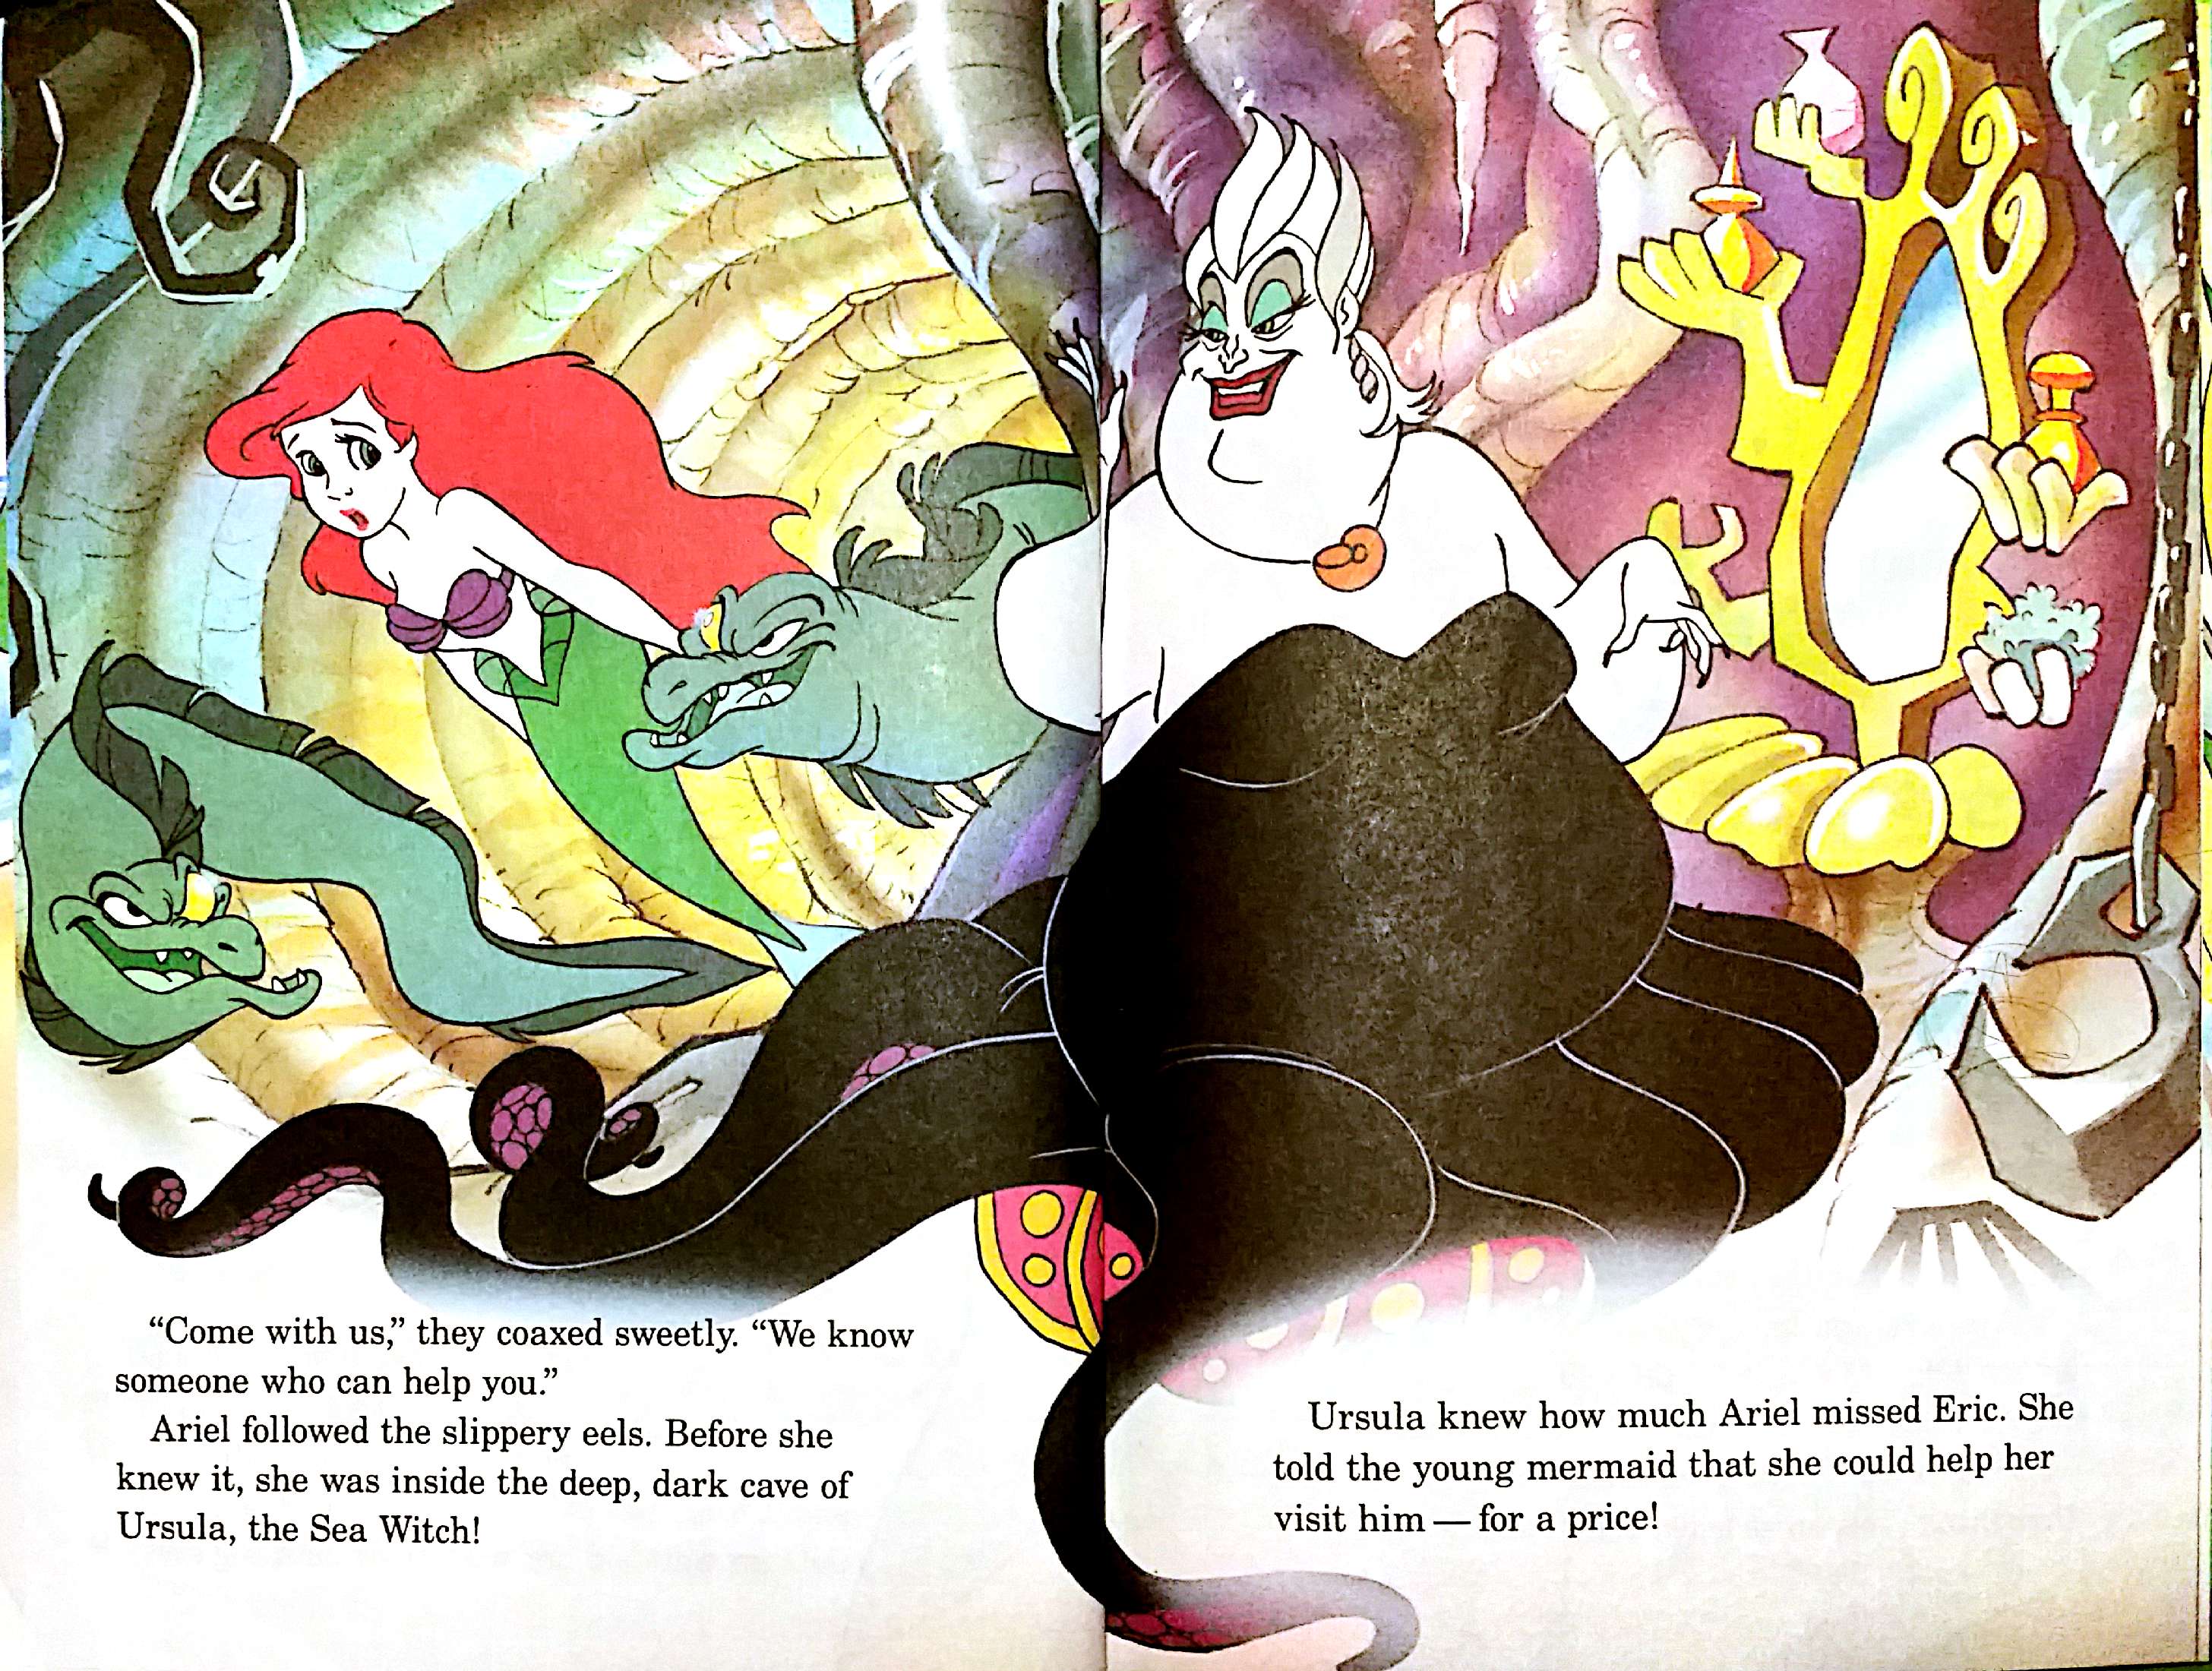 “Come with us,” they coaxed sweetly. “We know
someone who can help you.”
Ariel followed the slippery eels. Before she
knew it, she was inside the deep, dark cave of
Ursula, the Sea Witch!
Ursula knew how much Ariel missed Eric. She
told the young mermaid that she could help her
visit him — for a price!